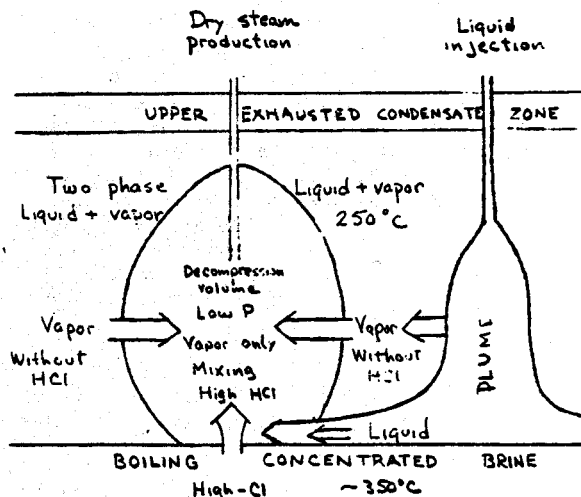 Dry steam
production
Liquid
injection
UPPER EXHAUSTED CONDENSATE ZONE
Two phase
Liquid + vapor
Liquid + vapor
250°C
Decompression
volume
Low P
Vapor only
Mixing
High HCl
Vapor
Without
HCl
Vapor
Without
HCl
PLUME
Liquid
BOILING CONCENTRATED BRINE
High-Cl ~350°C